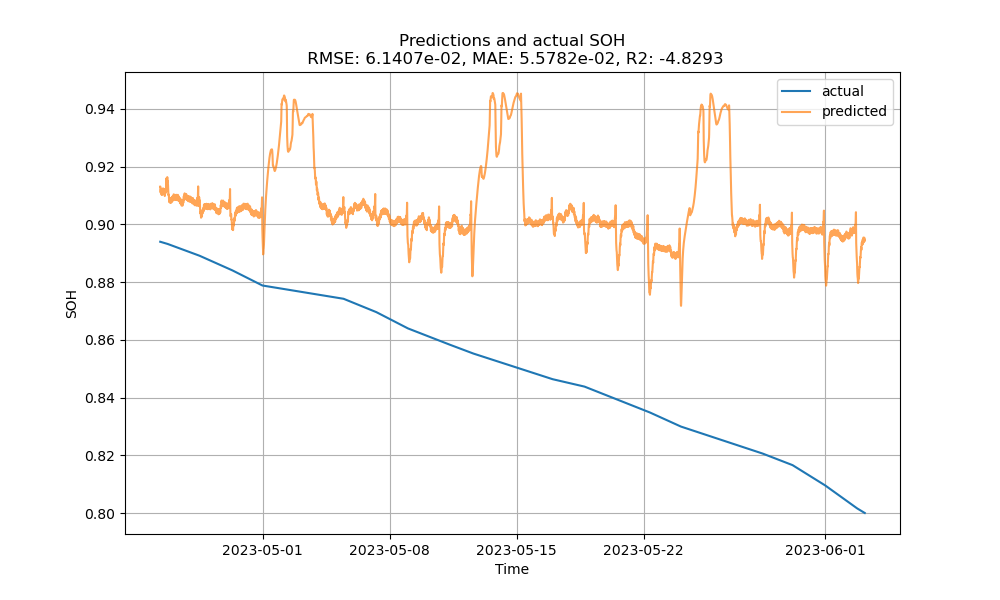 Predictions and actual SOH
RMSE: 6.1407e-02, MAE: 5.5782e-02, R2: -4.8293
actual
predicted
0.94
0.92
0.90
0.88
0.86
0.84
0.82
0.80
SOH
2023-05-01
2023-05-08
2023-05-15
2023-05-22
2023-06-01
Time